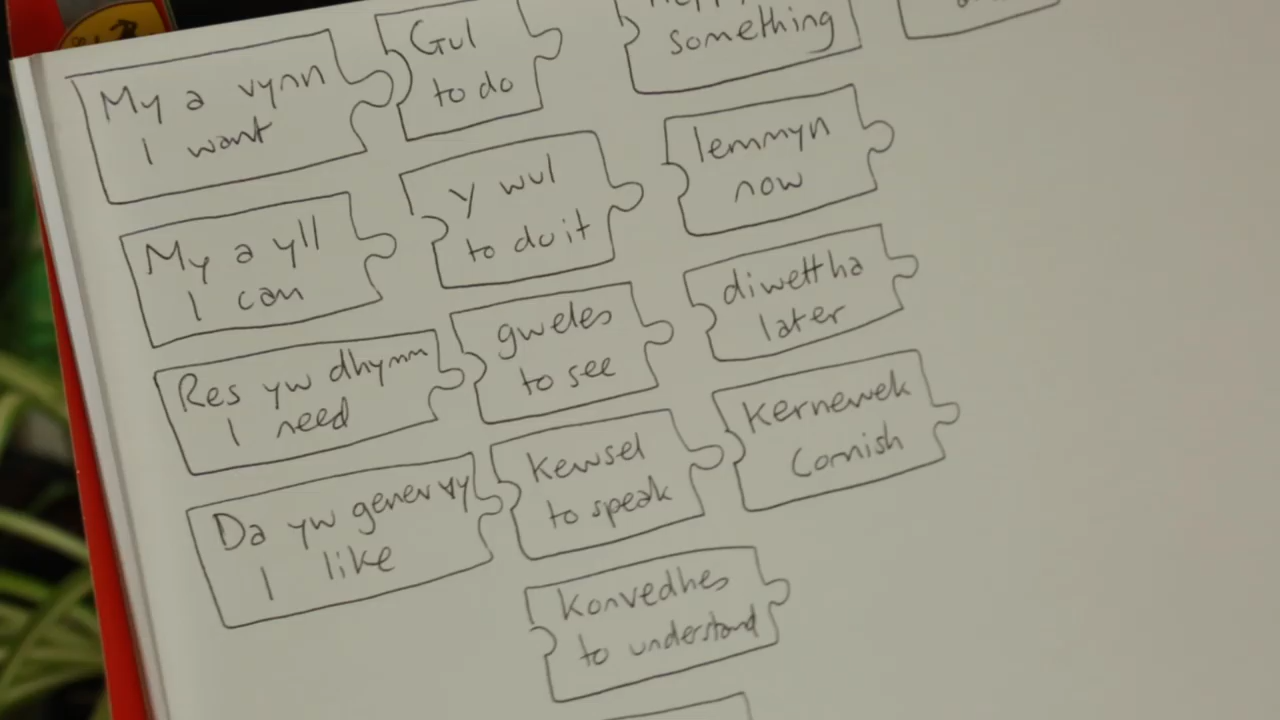 My a vynn
I want
Gul
to do
something
My a yll
I can
y wul
to do it
lemmyn
now
Res yw dhymm
I need
gweles
to see
diwettha
later
Da yw genev vy
I like
Kewsel
to speak
Kernewek
Cornish
Konvedhes
to understand